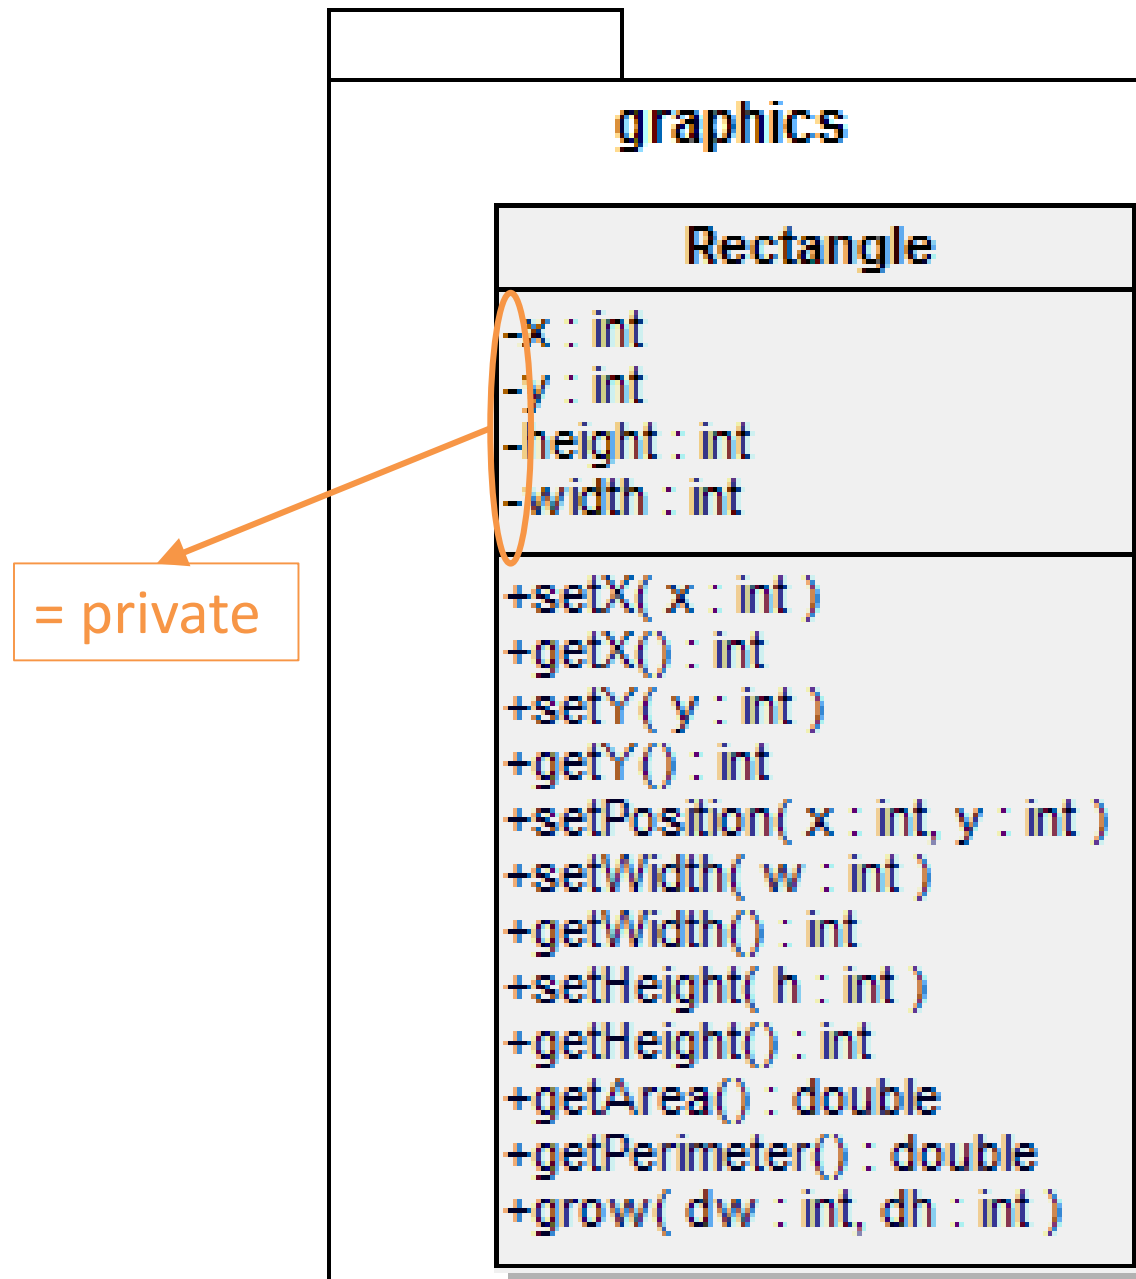 graphics
Rectangle
-x : int
-y : int
-height : int
-width : int
= private
+setX( x : int )
+getX() : int
+setY( y : int )
+getY() : int
+setPosition( x : int, y : int )
+setWidth( w : int )
+getWidth() : int
+setHeight( h : int )
+getHeight() : int
+getArea() : double
+getPerimeter() : double
+grow( dw : int, dh : int )